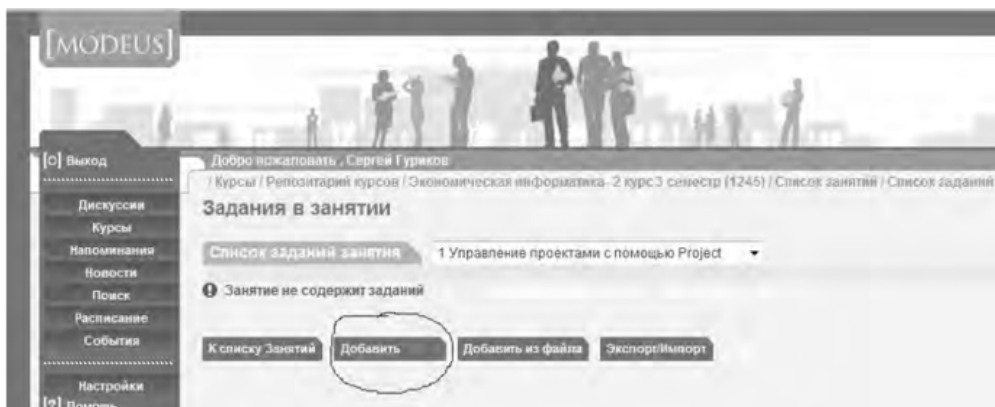 [MODEUS]
[O] Выход
Добро пожаловать , Сергей Гуриков
/ Курсы / Репозитарий курсов / Экономическая информатика- 2 курс 3 семестр (1245) / Список занятий / Список заданий
Дискуссии
Курсы
Напоминания
Новости
Поиск
Расписание
События
Настройки
[?] Помощь
Задания в занятии
Список заданий занятия
1 Управление проектами с помощью Project
Занятие не содержит заданий
К списку Занятий Добавить Добавить из файла Экспорт/Импорт